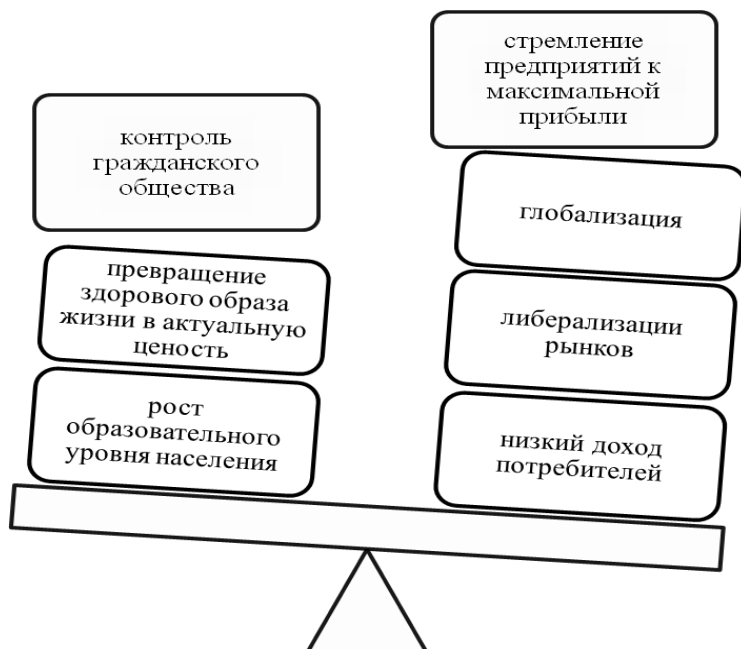 контроль
гражданского
общества
превращение
здорового образа
жизни в актуальную
ценость
рост
образовательного
уровня населения
стремление
предприятий к
максимальной
прибыли
глобализация
либерализации
рынков
низкий доход
потребителей